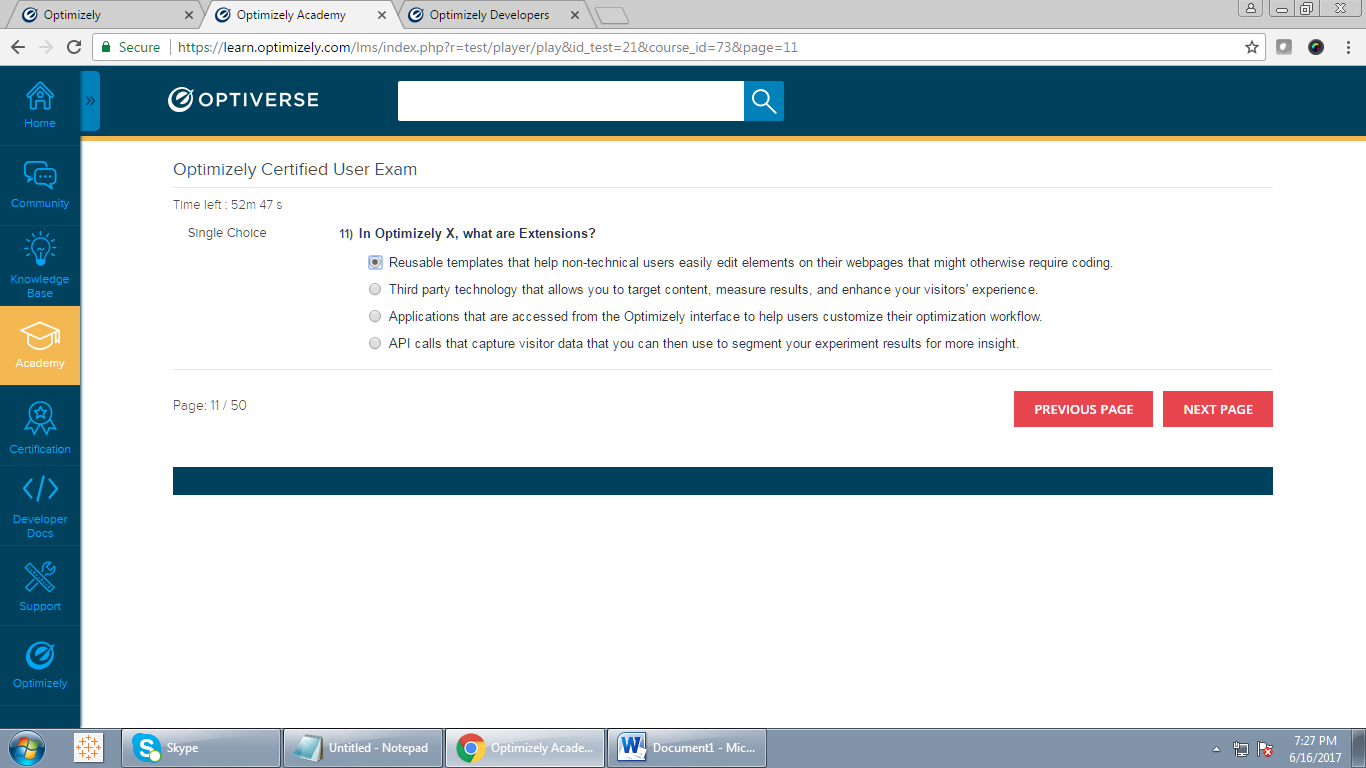 Optimizely
Optimizely Academy
Optimizely Developers
Secure
https://learn.optimizely.com/lms/index.php?r=test/player/play&id_test=21&course_id=73&page=11
Home
Community
Knowledge
Base
Academy
Certification
Developer
Docs
Support
Optimizely
»
OPTIVERSE
Optimizely Certified User Exam
Time left : 52m 47 s
Single Choice
11) In Optimizely X, what are Extensions?
Reusable templates that help non-technical users easily edit elements on their webpages that might otherwise require coding.
Third party technology that allows you to target content, measure results, and enhance your visitors' experience.
Applications that are accessed from the Optimizely interface to help users customize their optimization workflow.
API calls that capture visitor data that you can then use to segment your experiment results for more insight.
Page: 11 / 50
PREVIOUS PAGE
NEXT PAGE
Skype
Untitled - Notepad
Optimizely Acade...
Document1 - Mic...
7:27 PM
6/16/2017